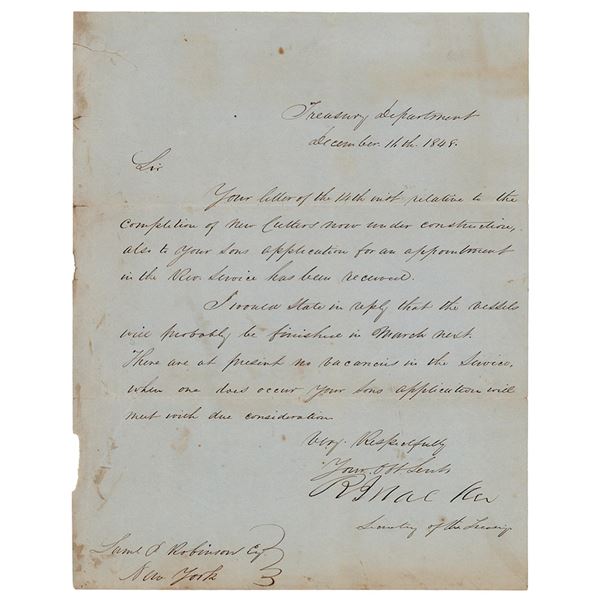 Treasury Department
December 16th 1848.
Sir
Your letter of the 14th inst relative to the
completion of New Cutters now under construction,
also to Your Sons application for an appointment
in the Rev. Service has been received.
I would state in reply that the vessels
will probably be finished in March next.
There are at present no vacancies in the Service,
when one does occur Your Sons application will
meet with due consideration
Very Respectfully
Your Obt Servt
R J Walker
Secretary of the Treasury
Saml S Robinson Esq
New York